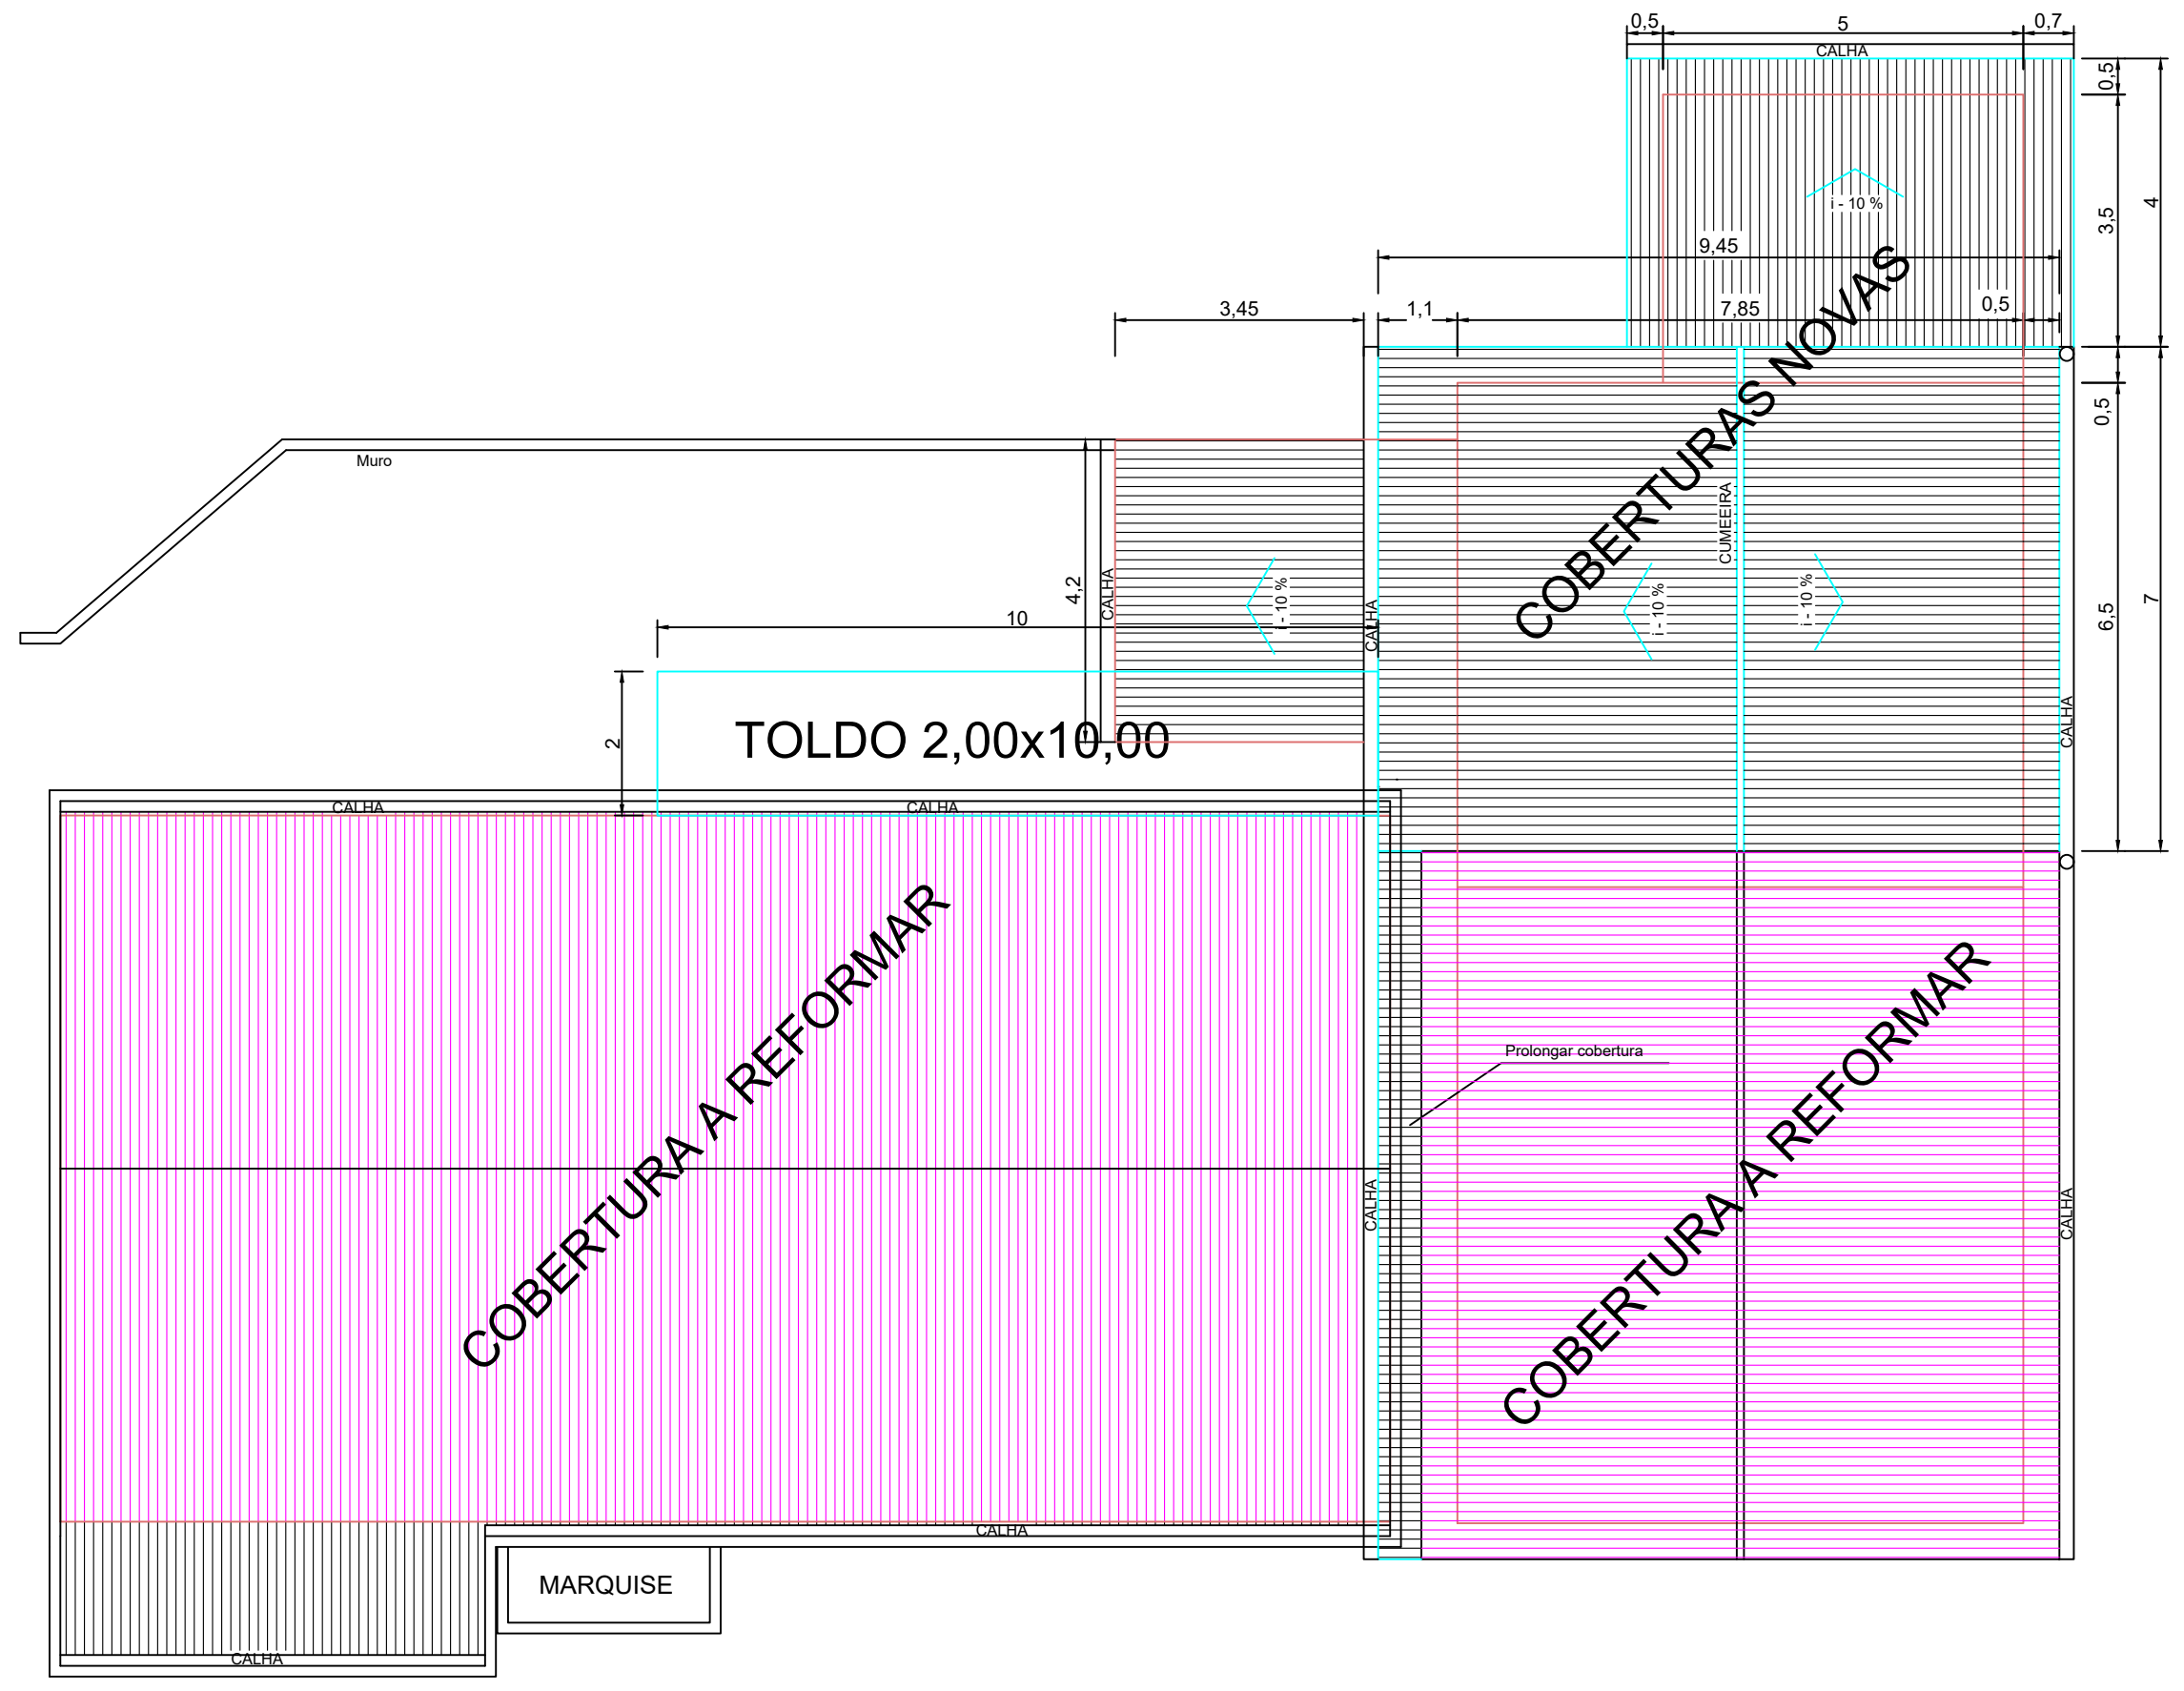 0,5
5
0,7
CALHA
0,5
3,5
4
i - 10 %
9,45
3,45
1,1
7,85
0,5
0,5
COBERTURAS NOVAS
Muro
CUMEEIRA
4,2
CALHA
i - 10 %
CALHA
i - 10 %
i - 10 %
6,5
7
10
2
TOLDO 2,00x10,00
CALHA
CALHA
CALHA
COBERTURA A REFORMAR
COBERTURA A REFORMAR
Prolongar cobertura
CALHA
CALHA
CALHA
MARQUISE
CALHA